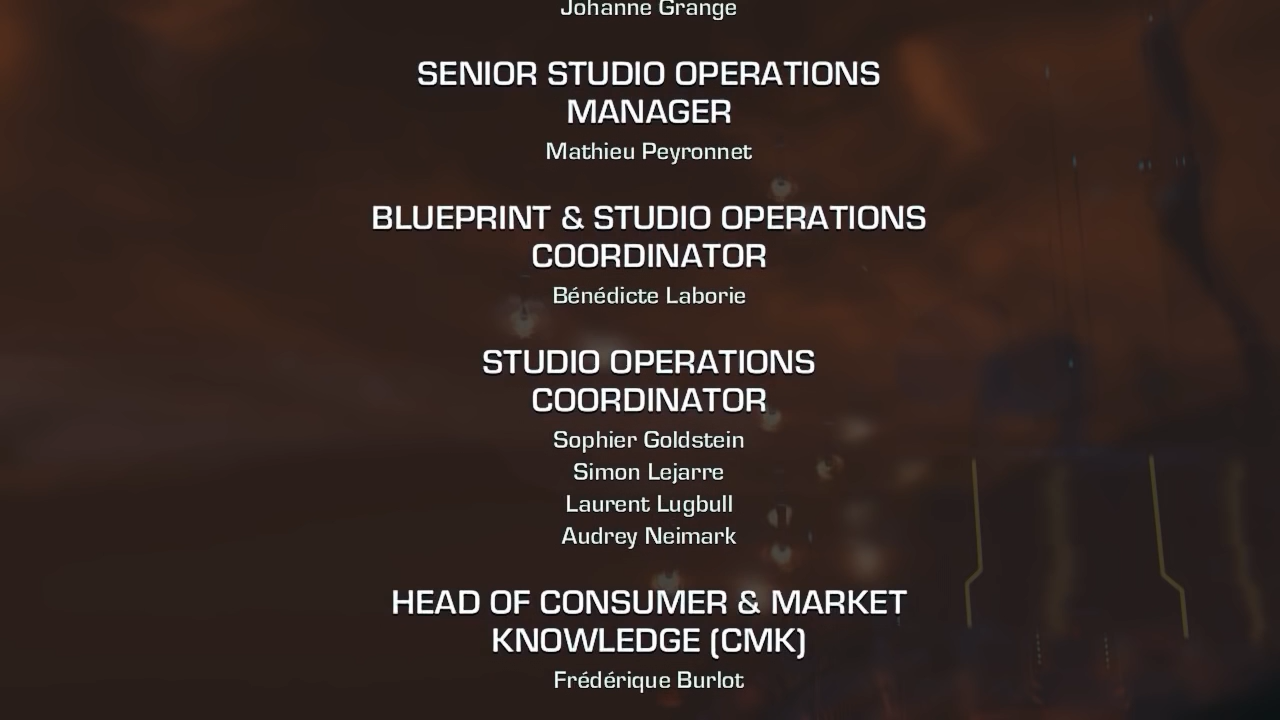 Johanne Grange
SENIOR STUDIO OPERATIONS
MANAGER
Mathieu Peyronnet
BLUEPRINT & STUDIO OPERATIONS
COORDINATOR
Bénédicte Laborie
STUDIO OPERATIONS
COORDINATOR
Sophier Goldstein
Simon Lejarre
Laurent Lugbull
Audrey Neimark
HEAD OF CONSUMER & MARKET
KNOWLEDGE (CMK)
Frédérique Burlot